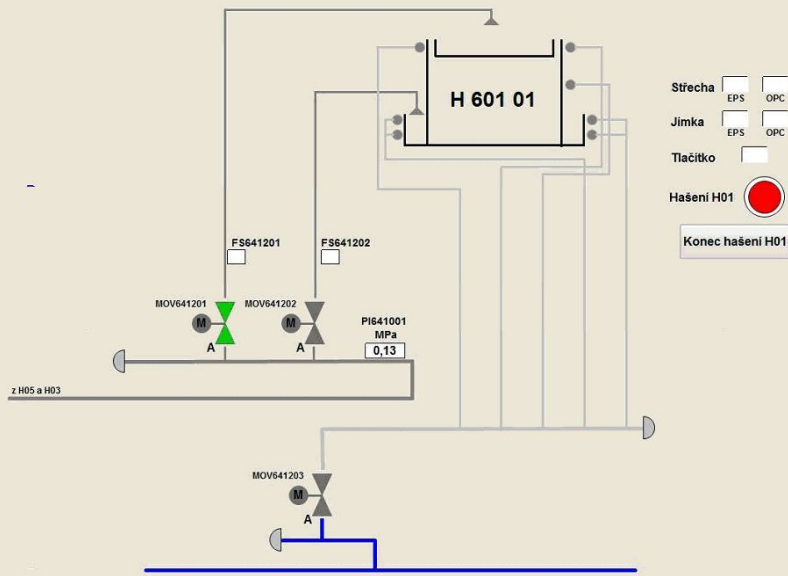 H 601 01
Střecha
EPS
OPC
Jímka
EPS
OPC
Tlačítko
Hašení H01
Konec hašení H01
FS641201
FS641202
MOV641201
M
A
MOV641202
M
A
PI641001
MPa
0,13
z H05 a H03
MOV641203
M
A